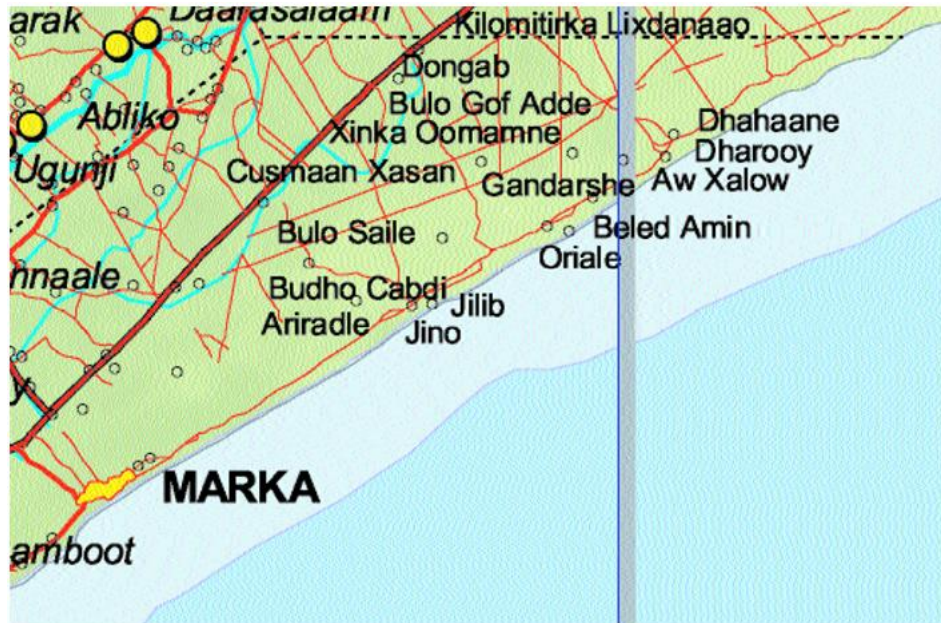 arak
Daarasalaam
Kilomitirka Lixdanaao
Dongab
Bulo Gof Adde
Abliko
Xinka Oomamne
Dhahaane
Dharooy
Ugunji
Cusmaan Xasan
Gandarshe
Aw Xalow
Bulo Saile
Beled Amin
Oriale
nnaale
Budho Cabdi
Jilib
Ariradle
Jino
y
MARKA
amboot